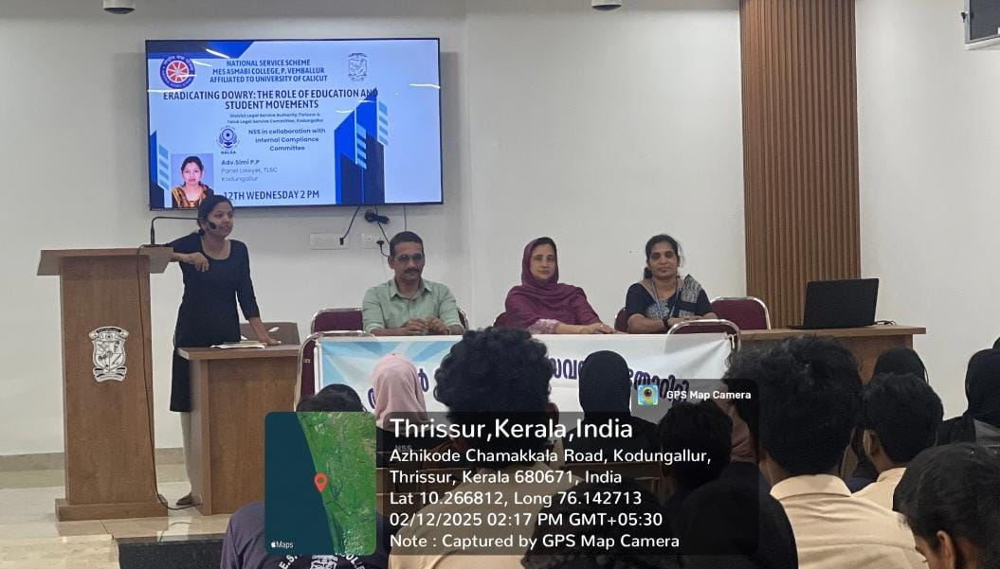 NATIONAL SERVICE SCHEME
MES ASMABI COLLEGE, P. VEMBALLUR
AFFILIATED TO UNIVERSITY OF CALICUT
ERADICATING DOWRY: THE ROLE OF EDUCATION AND
STUDENT MOVEMENTS
District Legal Service Authority, Thrissur &
Taluk Legal Service Committee, Kodungallur
NALSA
NSS in collaboration with
Internal Compliance
Committee
Adv.Simi P.P
Panel Lawyer, TLSC
Kodungallur
12TH WEDNESDAY 2 PM
GPS Map Camera
NSS
Thrissur,Kerala,India
Azhikode Chamakkala Road, Kodungallur,
Thrissur, Kerala 680671, India
Lat 10.266812, Long 76.142713
02/12/2025 02:17 PM GMT+05:30
Note : Captured by GPS Map Camera
Maps